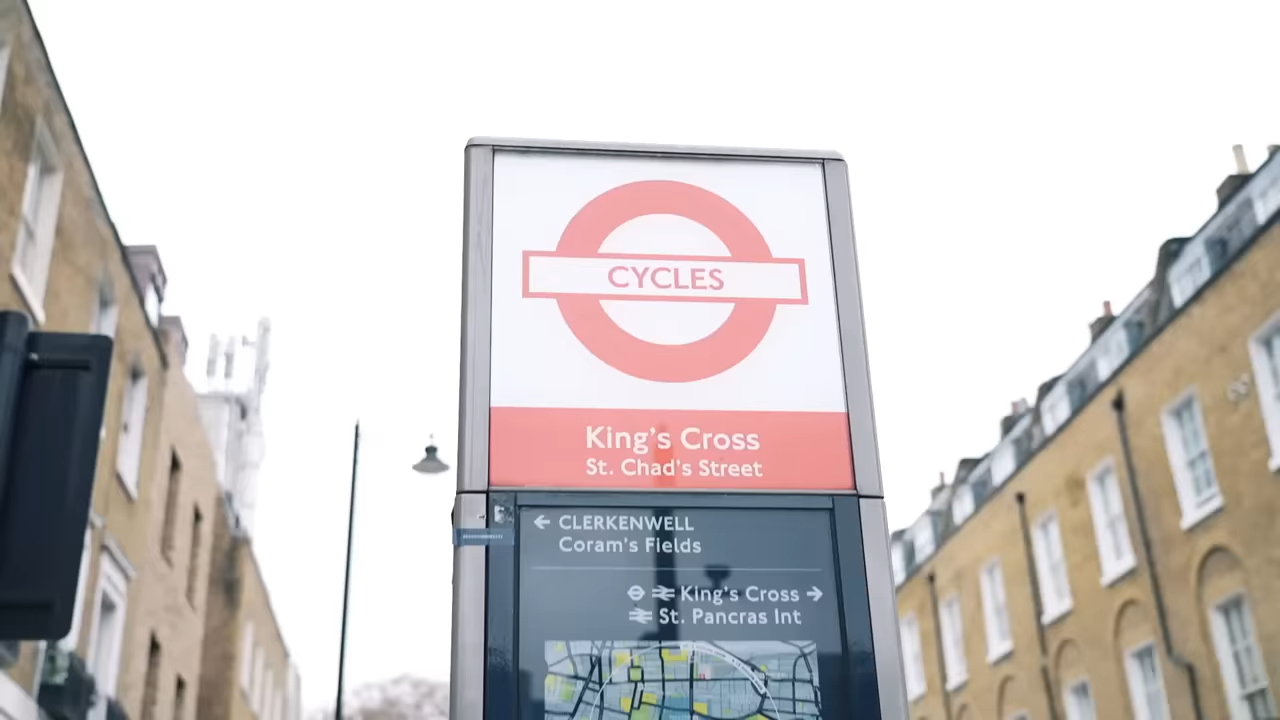 CYCLES
King's Cross
St. Chad's Street
← CLERKENWELL
Coram's Fields
King's Cross →
St. Pancras Int